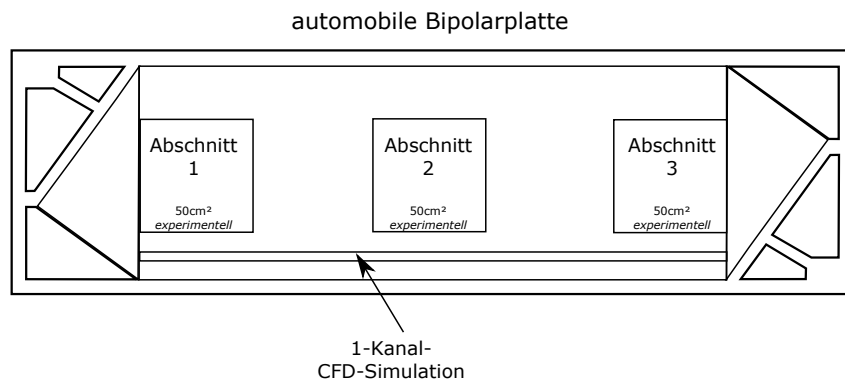 automobile Bipolarplatte
Abschnitt
1
50cm²
experimentell
Abschnitt
2
50cm²
experimentell
Abschnitt
3
50cm²
experimentell
1-Kanal-
CFD-Simulation